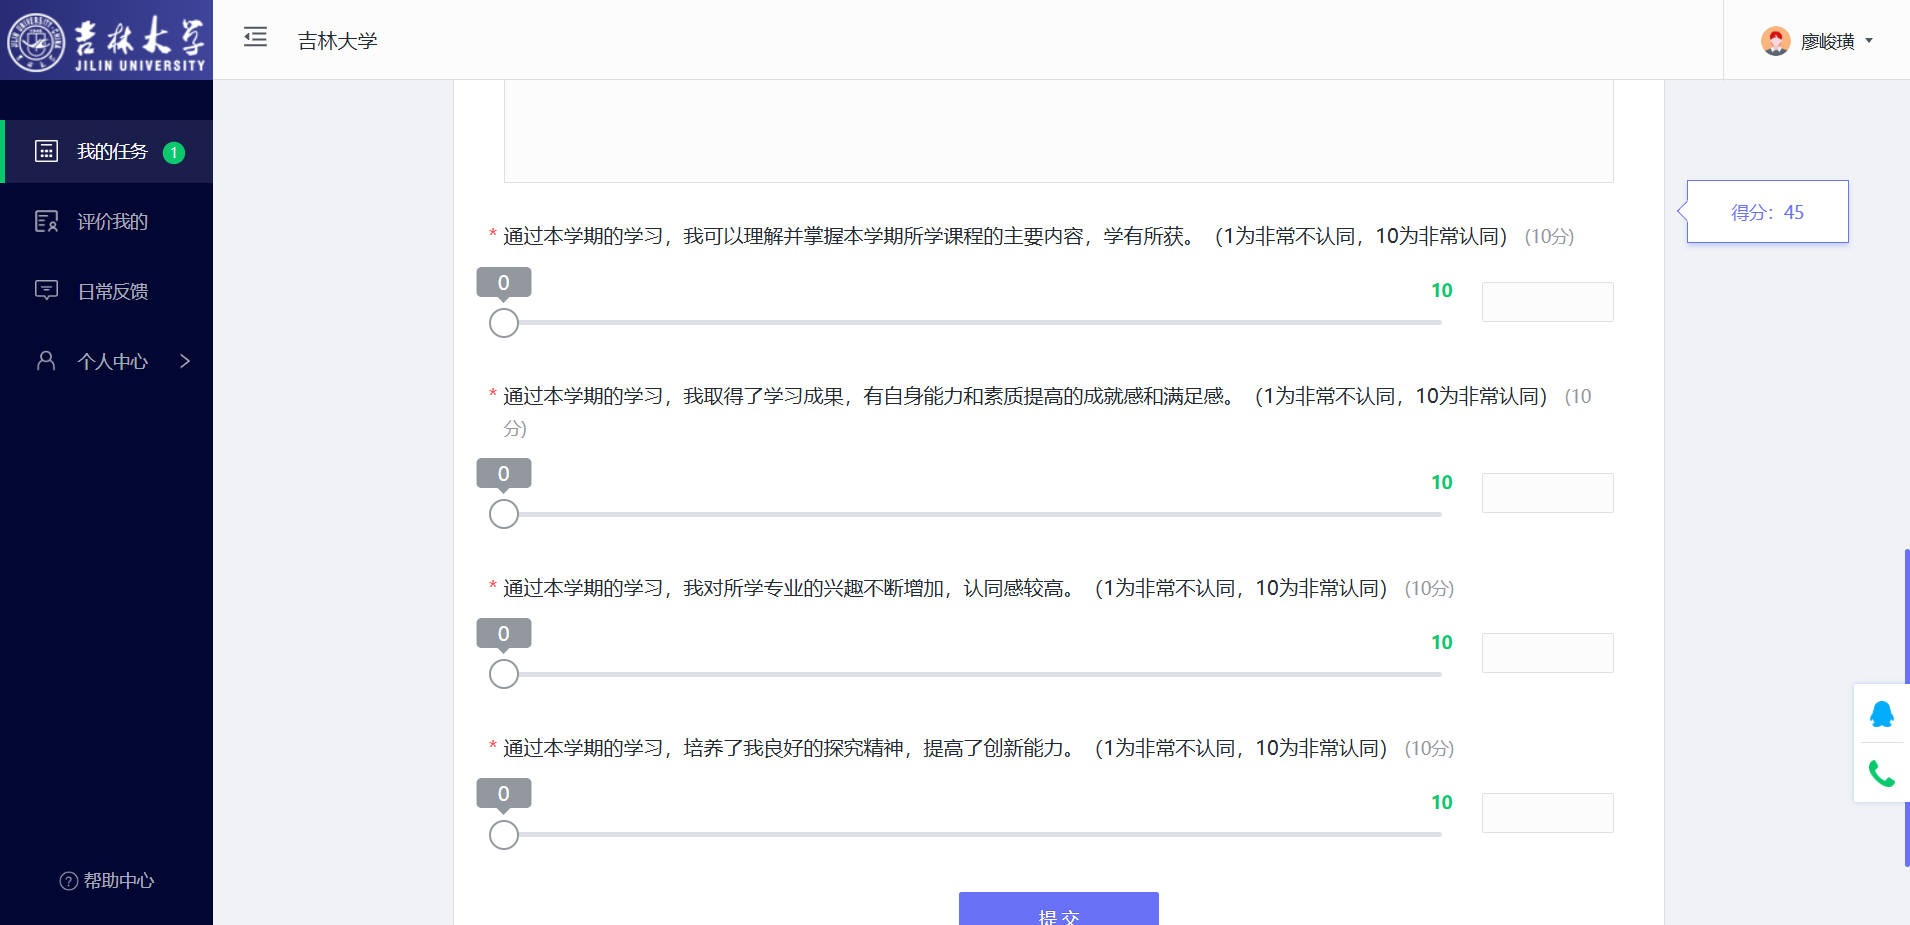 吉林大学
JILIN UNIVERSITY
吉林大学
廖峻璜
我的任务 1
评价我的
日常反馈
个人中心
帮助中心
得分：45
* 通过本学期的学习，我可以理解并掌握本学期所学课程的主要内容，学有所获。（1为非常不认同，10为非常认同） (10分)
0
10
* 通过本学期的学习，我取得了学习成果，有自身能力和素质提高的成就感和满足感。（1为非常不认同，10为非常认同） (10
分)
0
10
* 通过本学期的学习，我对所学专业的兴趣不断增加，认同感较高。（1为非常不认同，10为非常认同） (10分)
0
10
* 通过本学期的学习，培养了我良好的探究精神，提高了创新能力。（1为非常不认同，10为非常认同） (10分)
0
10
提交